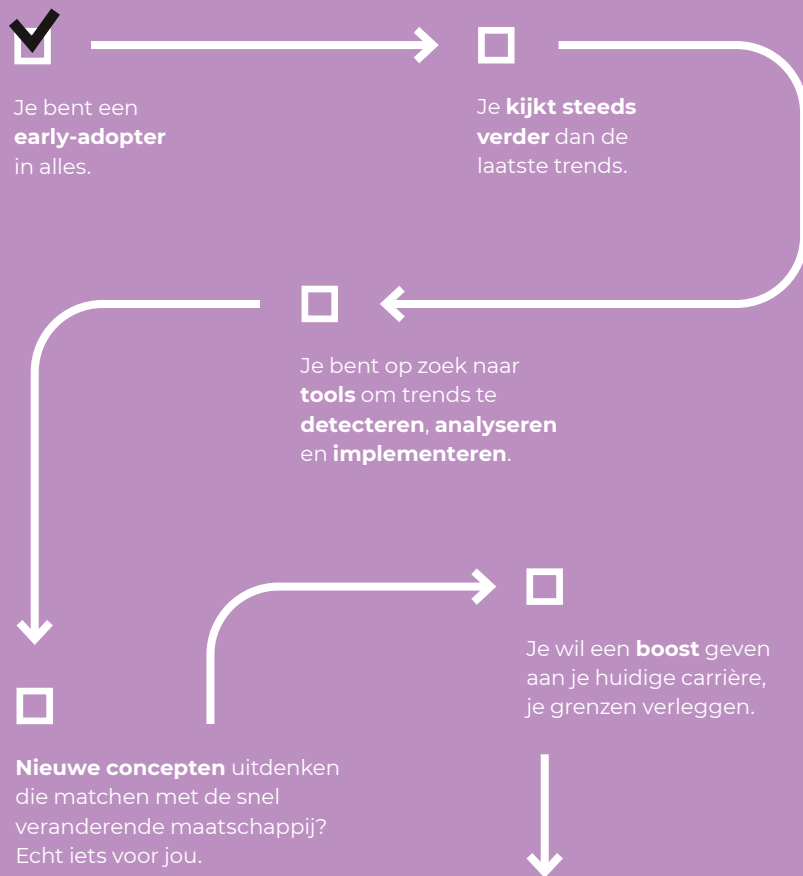 Je bent een
early-adopter
in alles.
Je kijkt steeds
verder dan de
laatste trends.
Je bent op zoek naar
tools om trends te
detecteren, analyseren
en implementeren.
Nieuwe concepten uitdenken
die matchen met de snel
veranderende maatschappij?
Echt iets voor jou.
Je wil een boost geven
aan je huidige carrière,
je grenzen verleggen.